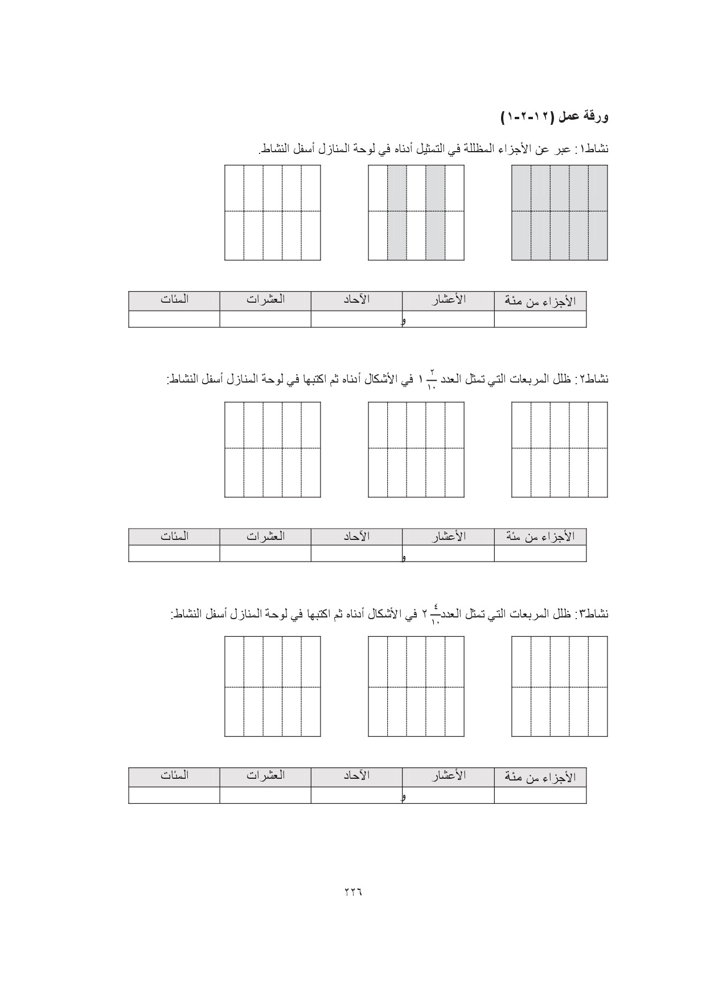 ورقة عمل (١٢-٢-١)
نشاط١: عبر عن الأجزاء المظللة في التمثيل أدناه في لوحة المنازل أسفل النشاط.
الأجزاء من مئة الأعشار الآحاد العشرات المئات
و
نشاط٢: ظلل المربعات التي تمثل العدد ١ ٢/١٠ في الأشكال أدناه ثم اكتبها في لوحة المنازل أسفل النشاط:
الأجزاء من مئة الأعشار الآحاد العشرات المئات
و
نشاط٣: ظلل المربعات التي تمثل العدد ٢ ٤/١٠ في الأشكال أدناه ثم اكتبها في لوحة المنازل أسفل النشاط:
الأجزاء من مئة الأعشار الآحاد العشرات المئات
و
٢٢٦